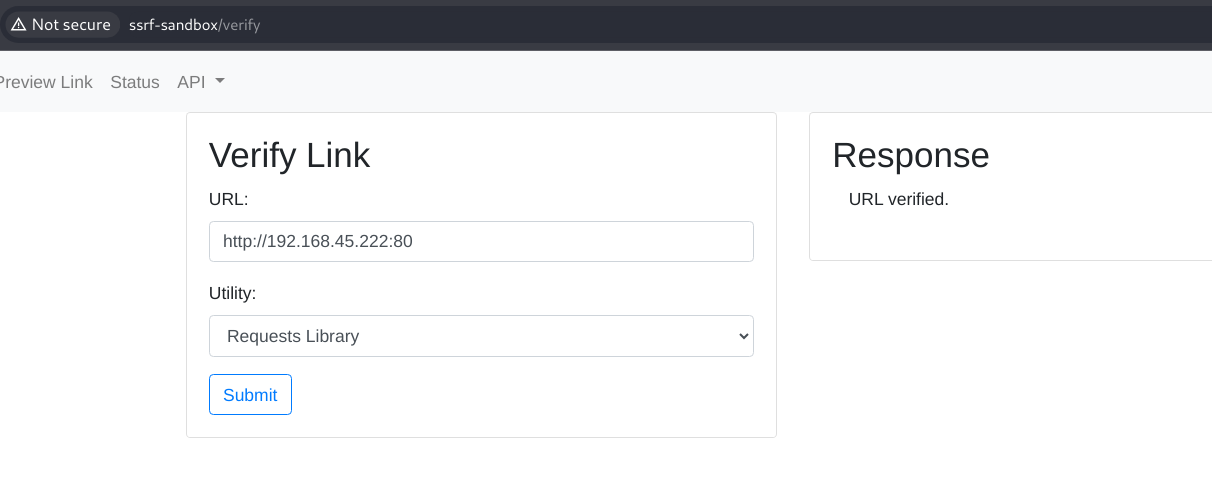 Not secure ssrf-sandbox/verify
Preview Link Status API
Verify Link
URL:
http://192.168.45.222:80
Utility:
Requests Library
Submit
Response
URL verified.